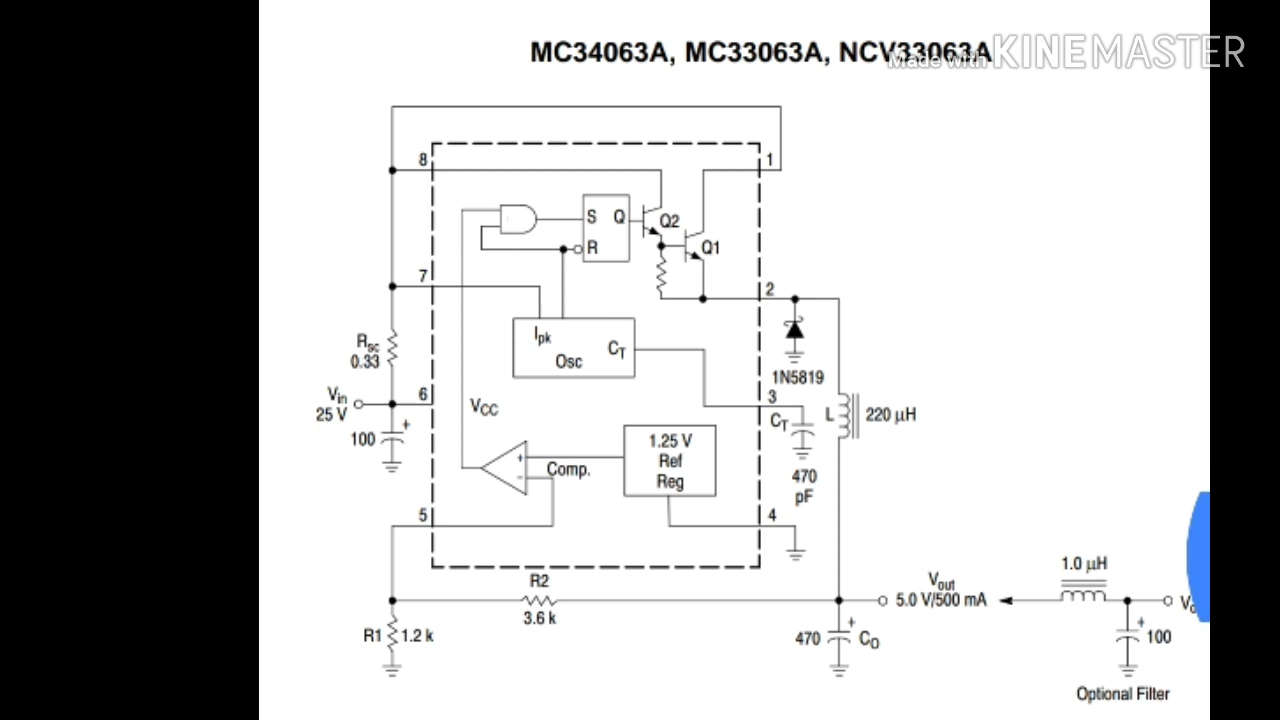 MC34063A, MC33063A, NCV33063A
Made with KINEMASTER
8
1
S Q
Q2
R
Q1
7
2
Ipk
CT
Osc
Rsc
0.33
1N5819
Vin
25 V
6
VCC
3
CT
L
220 µH
100
+
1.25 V
Ref
Reg
+
−
Comp.
470
pF
5
4
R2
3.6 k
1.0 µH
Vout
5.0 V/500 mA
R1
1.2 k
470
+
CO
+
100
Optional Filter